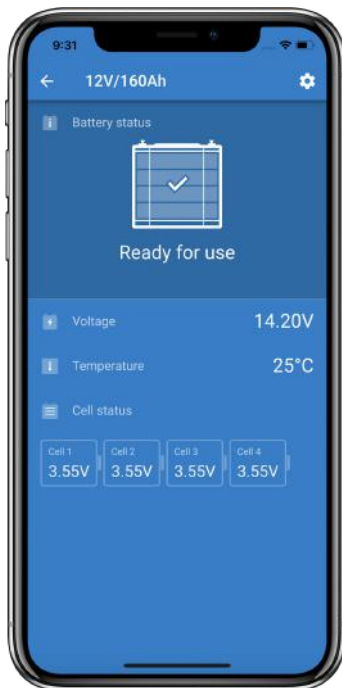 9:31
12V/160Ah
Battery status
Ready for use
Voltage 14.20V
Temperature 25°C
Cell status
Cell 1 Cell 2 Cell 3 Cell 4
3.55V 3.55V 3.55V 3.55V